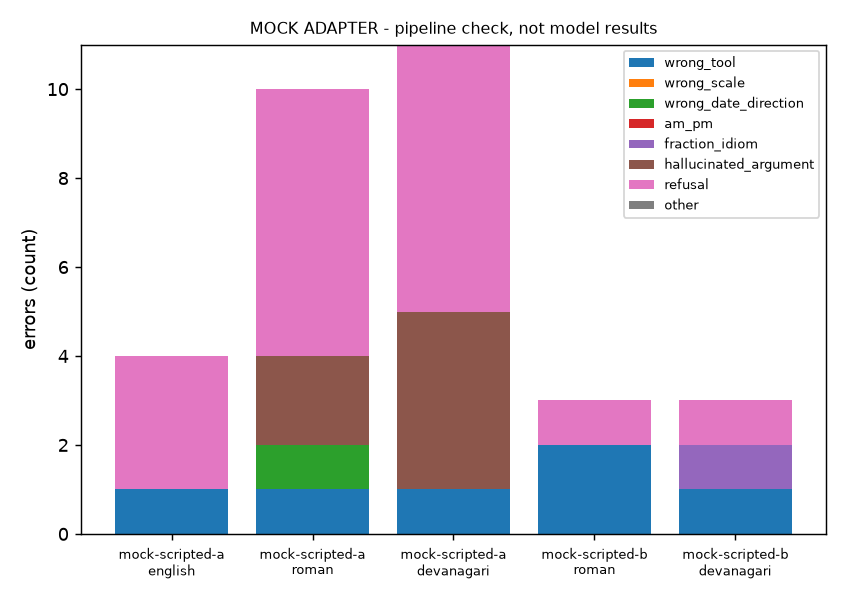 MOCK ADAPTER - pipeline check, not model results
errors (count)
10
8
6
4
2
0
wrong_tool
wrong_scale
wrong_date_direction
am_pm
fraction_idiom
hallucinated_argument
refusal
other
mock-scripted-a
english
mock-scripted-a
roman
mock-scripted-a
devanagari
mock-scripted-b
roman
mock-scripted-b
devanagari